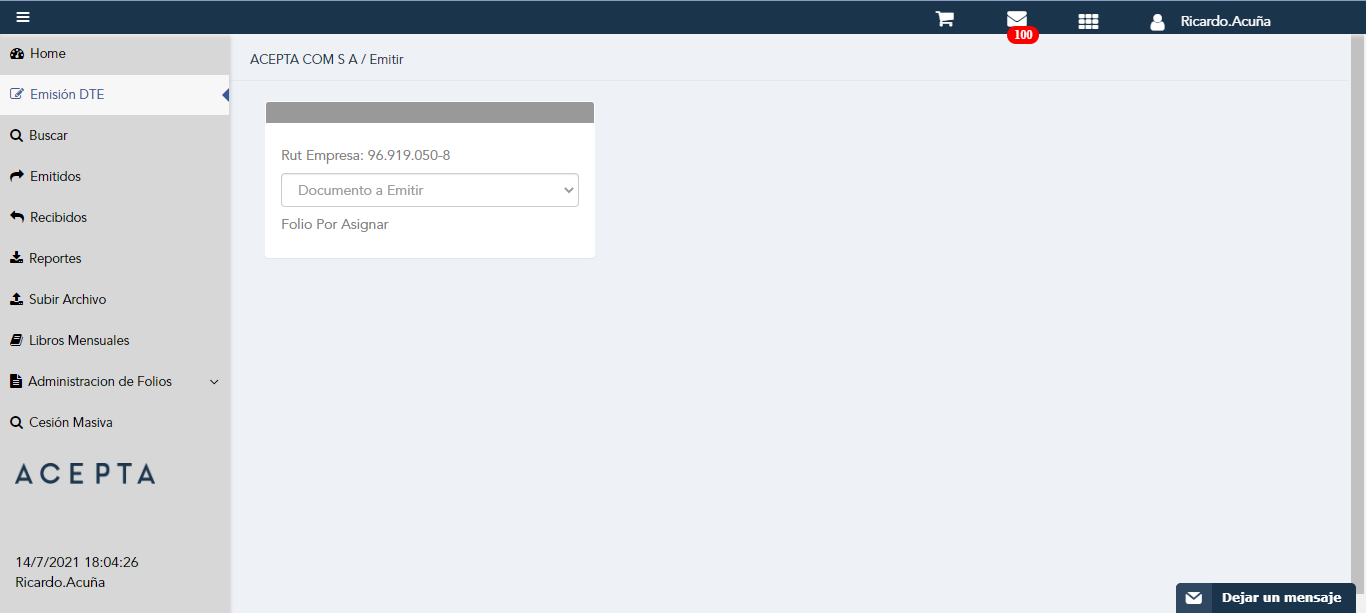 100
Ricardo.Acuña
Home
ACEPTA COM S A / Emitir
Emisión DTE
Buscar
Emitidos
Recibidos
Reportes
Subir Archivo
Libros Mensuales
Administracion de Folios
Cesión Masiva
ACEPTA
14/7/2021 18:04:26
Ricardo.Acuña
Rut Empresa: 96.919.050-8
Documento a Emitir
Folio Por Asignar
Dejar un mensaje